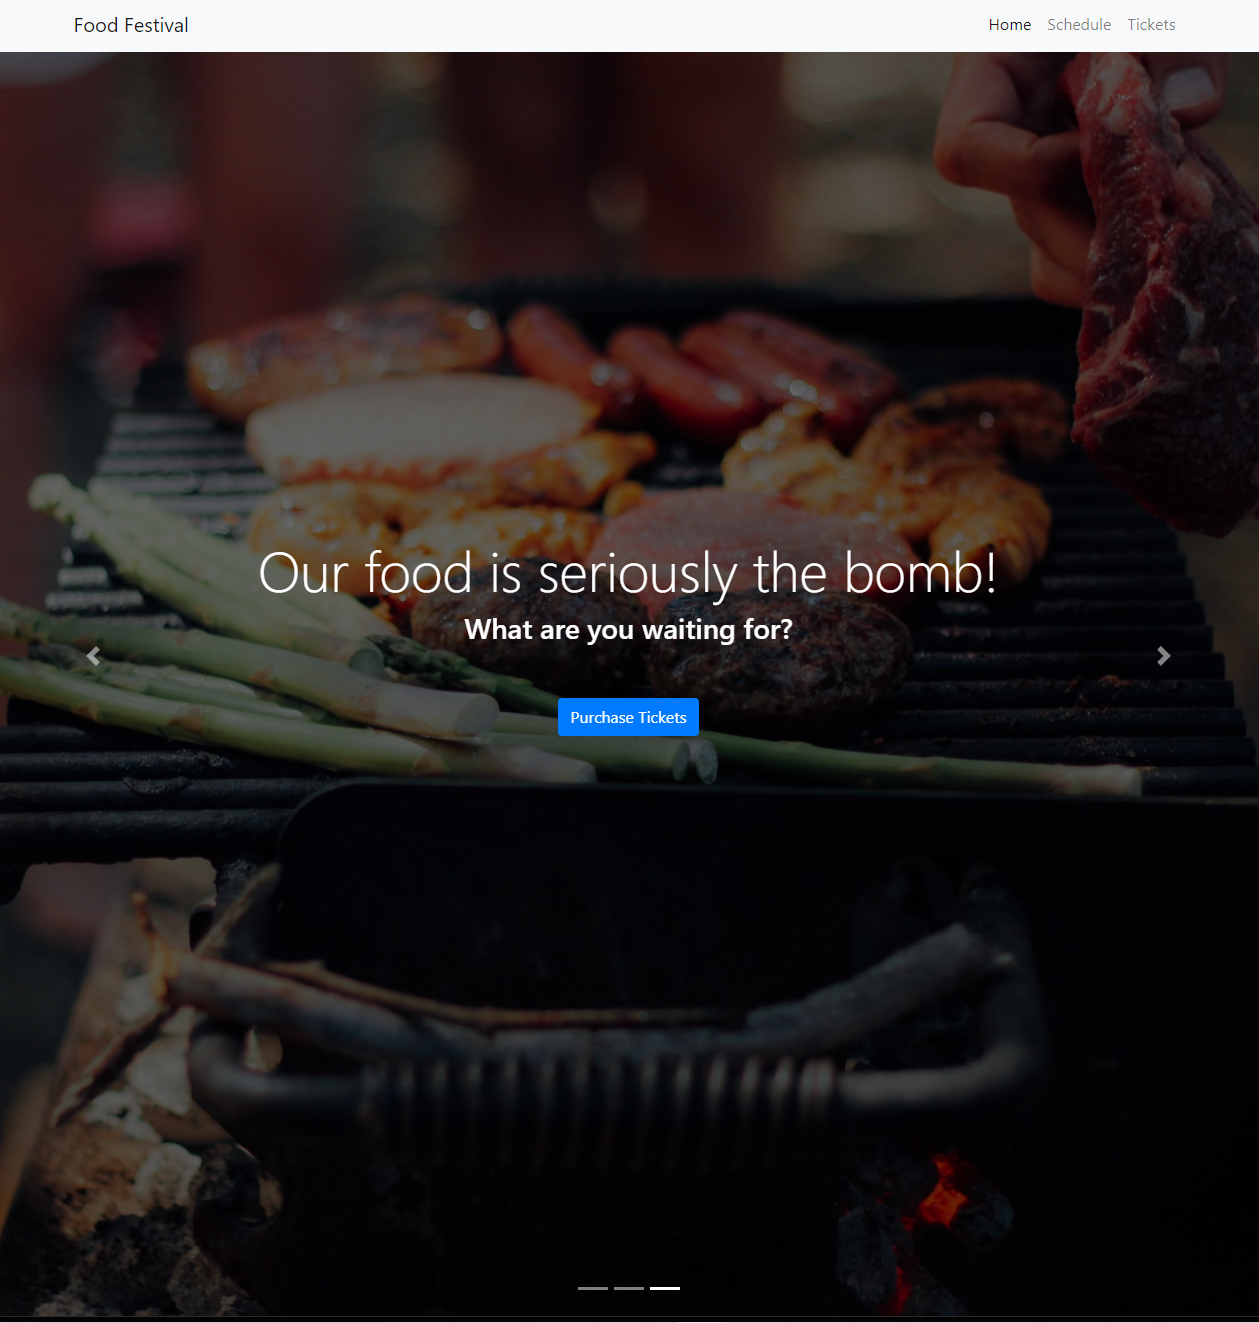 Food Festival
Home Schedule Tickets
Our food is seriously the bomb!
What are you waiting for?
Purchase Tickets